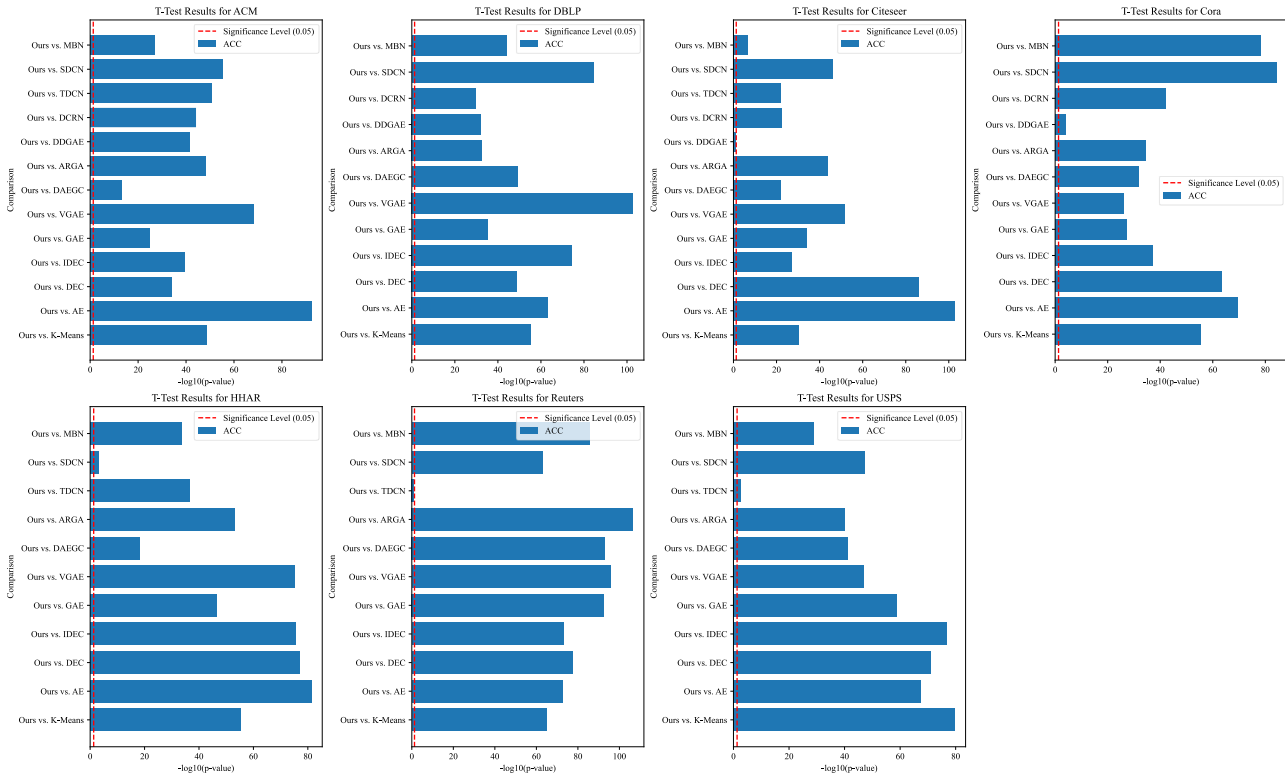 T-Test Results for ACM
Significance Level (0.05)
ACC
Comparison
Ours vs. MBN
Ours vs. SDCN
Ours vs. TDCN
Ours vs. DCRN
Ours vs. DDGAE
Ours vs. ARGA
Ours vs. DAEGC
Ours vs. VGAE
Ours vs. GAE
Ours vs. IDEC
Ours vs. DEC
Ours vs. AE
Ours vs. K-Means
0 20 40 60 80
-log10(p-value)
T-Test Results for DBLP
Significance Level (0.05)
ACC
Comparison
Ours vs. MBN
Ours vs. SDCN
Ours vs. DCRN
Ours vs. DDGAE
Ours vs. ARGA
Ours vs. DAEGC
Ours vs. VGAE
Ours vs. GAE
Ours vs. IDEC
Ours vs. DEC
Ours vs. AE
Ours vs. K-Means
0 20 40 60 80 100
-log10(p-value)
T-Test Results for Citeseer
Significance Level (0.05)
ACC
Comparison
Ours vs. MBN
Ours vs. SDCN
Ours vs. TDCN
Ours vs. DCRN
Ours vs. DDGAE
Ours vs. ARGA
Ours vs. DAEGC
Ours vs. VGAE
Ours vs. GAE
Ours vs. IDEC
Ours vs. DEC
Ours vs. AE
Ours vs. K-Means
0 20 40 60 80 100
-log10(p-value)
T-Test Results for Cora
Significance Level (0.05)
ACC
Comparison
Ours vs. MBN
Ours vs. SDCN
Ours vs. DCRN
Ours vs. DDGAE
Ours vs. ARGA
Ours vs. DAEGC
Ours vs. VGAE
Ours vs. GAE
Ours vs. IDEC
Ours vs. DEC
Ours vs. AE
Ours vs. K-Means
0 20 40 60 80
-log10(p-value)
T-Test Results for HHAR
Significance Level (0.05)
ACC
Comparison
Ours vs. MBN
Ours vs. SDCN
Ours vs. TDCN
Ours vs. ARGA
Ours vs. DAEGC
Ours vs. VGAE
Ours vs. GAE
Ours vs. IDEC
Ours vs. DEC
Ours vs. AE
Ours vs. K-Means
0 20 40 60 80
-log10(p-value)
T-Test Results for Reuters
Significance Level (0.05)
ACC
Comparison
Ours vs. MBN
Ours vs. SDCN
Ours vs. TDCN
Ours vs. ARGA
Ours vs. DAEGC
Ours vs. VGAE
Ours vs. GAE
Ours vs. IDEC
Ours vs. DEC
Ours vs. AE
Ours vs. K-Means
0 20 40 60 80 100
-log10(p-value)
T-Test Results for USPS
Significance Level (0.05)
ACC
Comparison
Ours vs. MBN
Ours vs. SDCN
Ours vs. TDCN
Ours vs. ARGA
Ours vs. DAEGC
Ours vs. VGAE
Ours vs. GAE
Ours vs. IDEC
Ours vs. DEC
Ours vs. AE
Ours vs. K-Means
0 20 40 60 80
-log10(p-value)